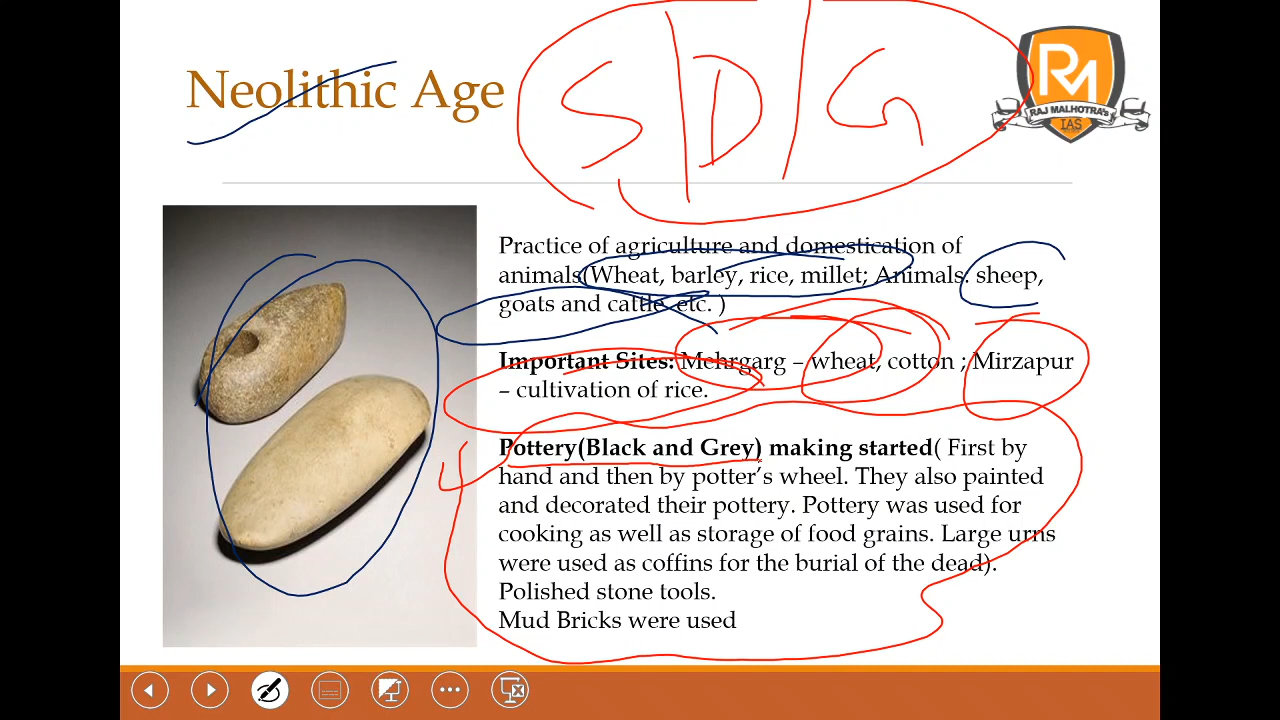 Neolithic Age
S D G
RM
RAJ MALHOTRA's
IAS
Practice of agriculture and domestication of
animals(Wheat, barley, rice, millet; Animals: sheep,
goats and cattle etc. )
Important Sites: Mehrgarg – wheat, cotton ; Mirzapur
– cultivation of rice.
Pottery(Black and Grey) making started( First by
hand and then by potter’s wheel. They also painted
and decorated their pottery. Pottery was used for
cooking as well as storage of food grains. Large urns
were used as coffins for the burial of the dead).
Polished stone tools.
Mud Bricks were used